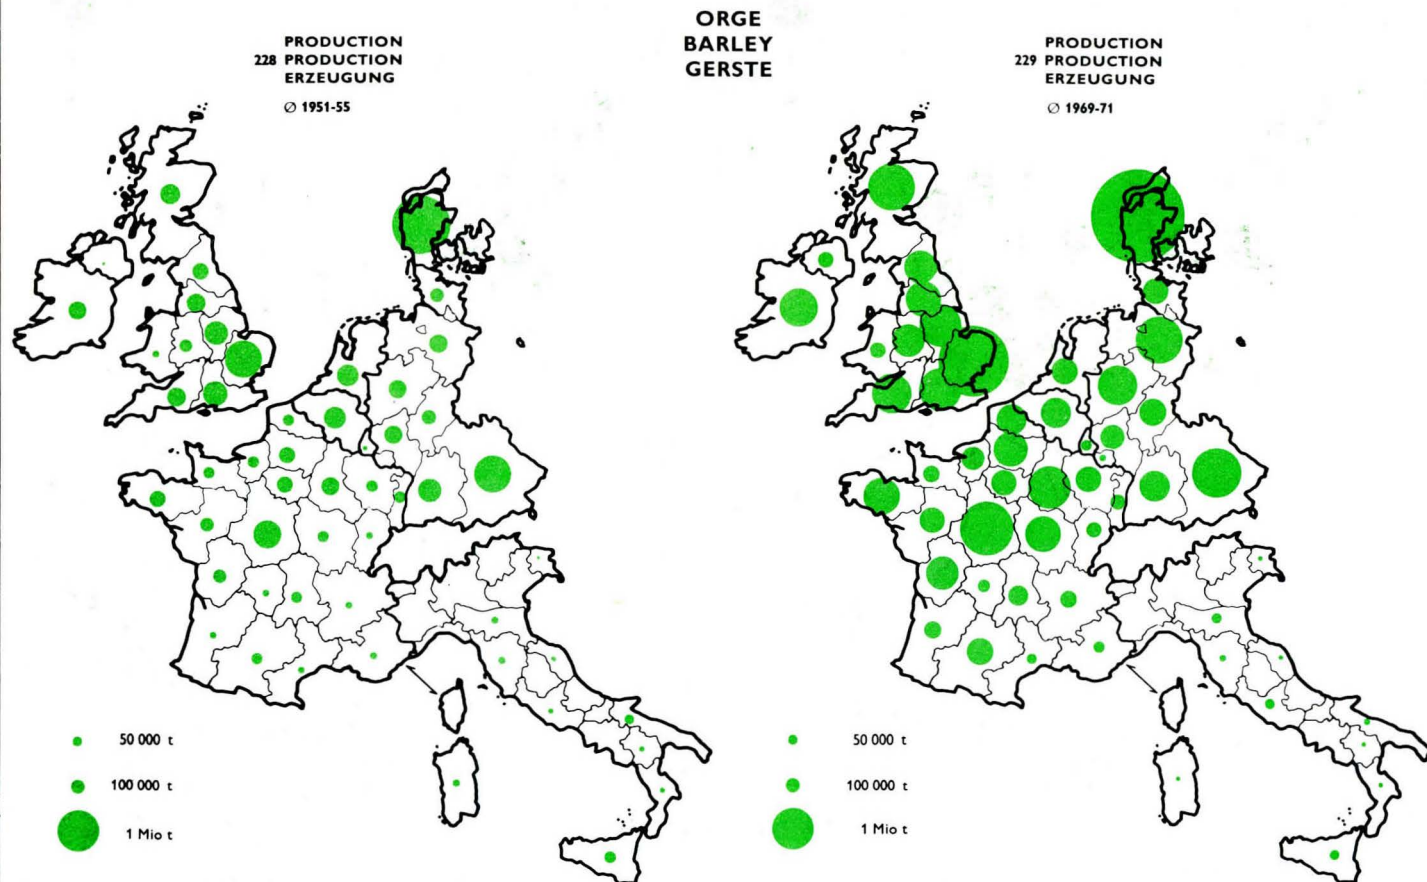 ORGE
BARLEY
GERSTE
PRODUCTION
228 PRODUCTION
ERZEUGUNG
∅ 1951-55
PRODUCTION
229 PRODUCTION
ERZEUGUNG
∅ 1969-71
50 000 t
100 000 t
1 Mio t
50 000 t
100 000 t
1 Mio t